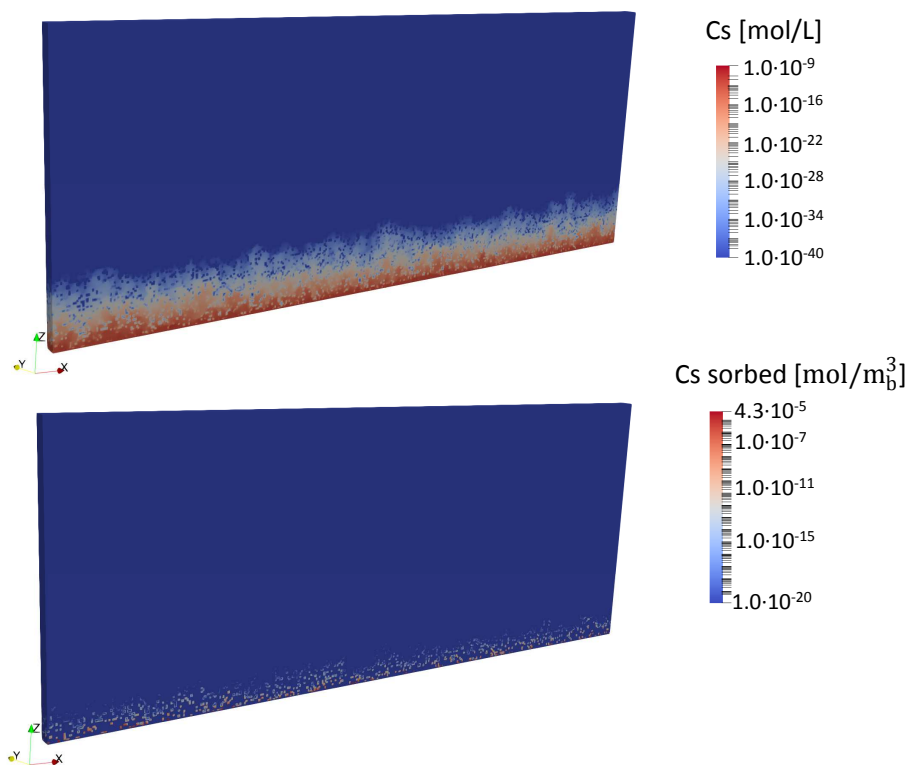 Cs [mol/L]
1.0·10⁻⁹
1.0·10⁻¹⁶
1.0·10⁻²²
1.0·10⁻²⁸
1.0·10⁻³⁴
1.0·10⁻⁴⁰
Z
Y
X
Cs sorbed [mol/m_b^3]
4.3·10⁻⁵
1.0·10⁻⁷
1.0·10⁻¹¹
1.0·10⁻¹⁵
1.0·10⁻²⁰
Z
Y
X